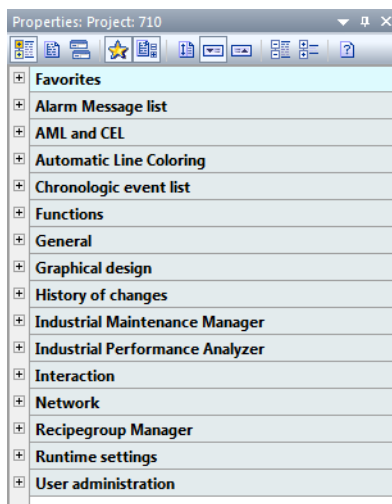 Properties: Project: 710
Favorites
Alarm Message list
AML and CEL
Automatic Line Coloring
Chronologic event list
Functions
General
Graphical design
History of changes
Industrial Maintenance Manager
Industrial Performance Analyzer
Interaction
Network
Recipegroup Manager
Runtime settings
User administration